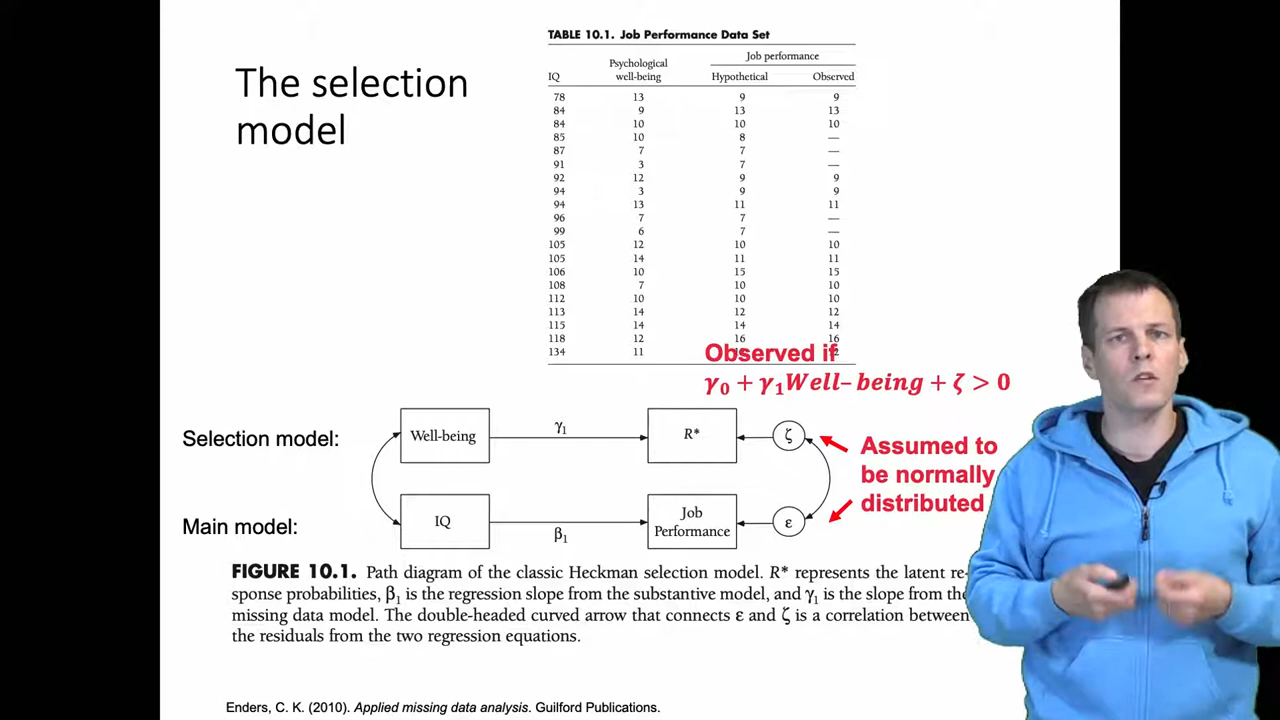 The selection
model
TABLE 10.1. Job Performance Data Set
Job performance
Psychological
IQ well-being Hypothetical Observed
78 13 9 9
84 9 13 13
84 10 10 10
85 10 8 —
87 7 7 —
91 3 7 —
92 12 9 9
94 3 9 9
94 13 11 11
96 7 7 —
99 6 7 —
105 12 10 10
105 14 11 11
106 10 15 15
108 7 10 10
112 10 10 10
113 14 12 12
115 14 14 14
118 12 16 16
134 11
Observed if
γ0 + γ1Well–being + ζ > 0
Selection model:
Well-being γ1 R* ζ
Assumed to
be normally
distributed
Main model:
IQ β1 Job
Performance ε
FIGURE 10.1. Path diagram of the classic Heckman selection model. R* represents the latent re-
sponse probabilities, β1 is the regression slope from the substantive model, and γ1 is the slope from the
missing data model. The double-headed curved arrow that connects ε and ζ is a correlation between
the residuals from the two regression equations.
Enders, C. K. (2010). Applied missing data analysis. Guilford Publications.